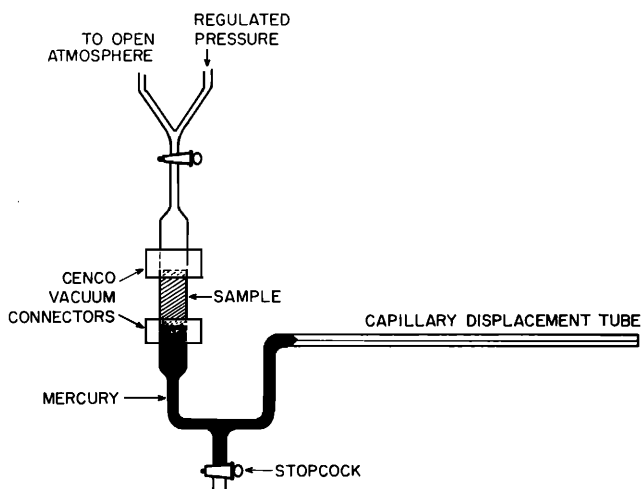 TO OPEN
ATMOSPHERE
REGULATED
PRESSURE
CENCO
VACUUM
CONNECTORS
SAMPLE
CAPILLARY DISPLACEMENT TUBE
MERCURY
STOPCOCK